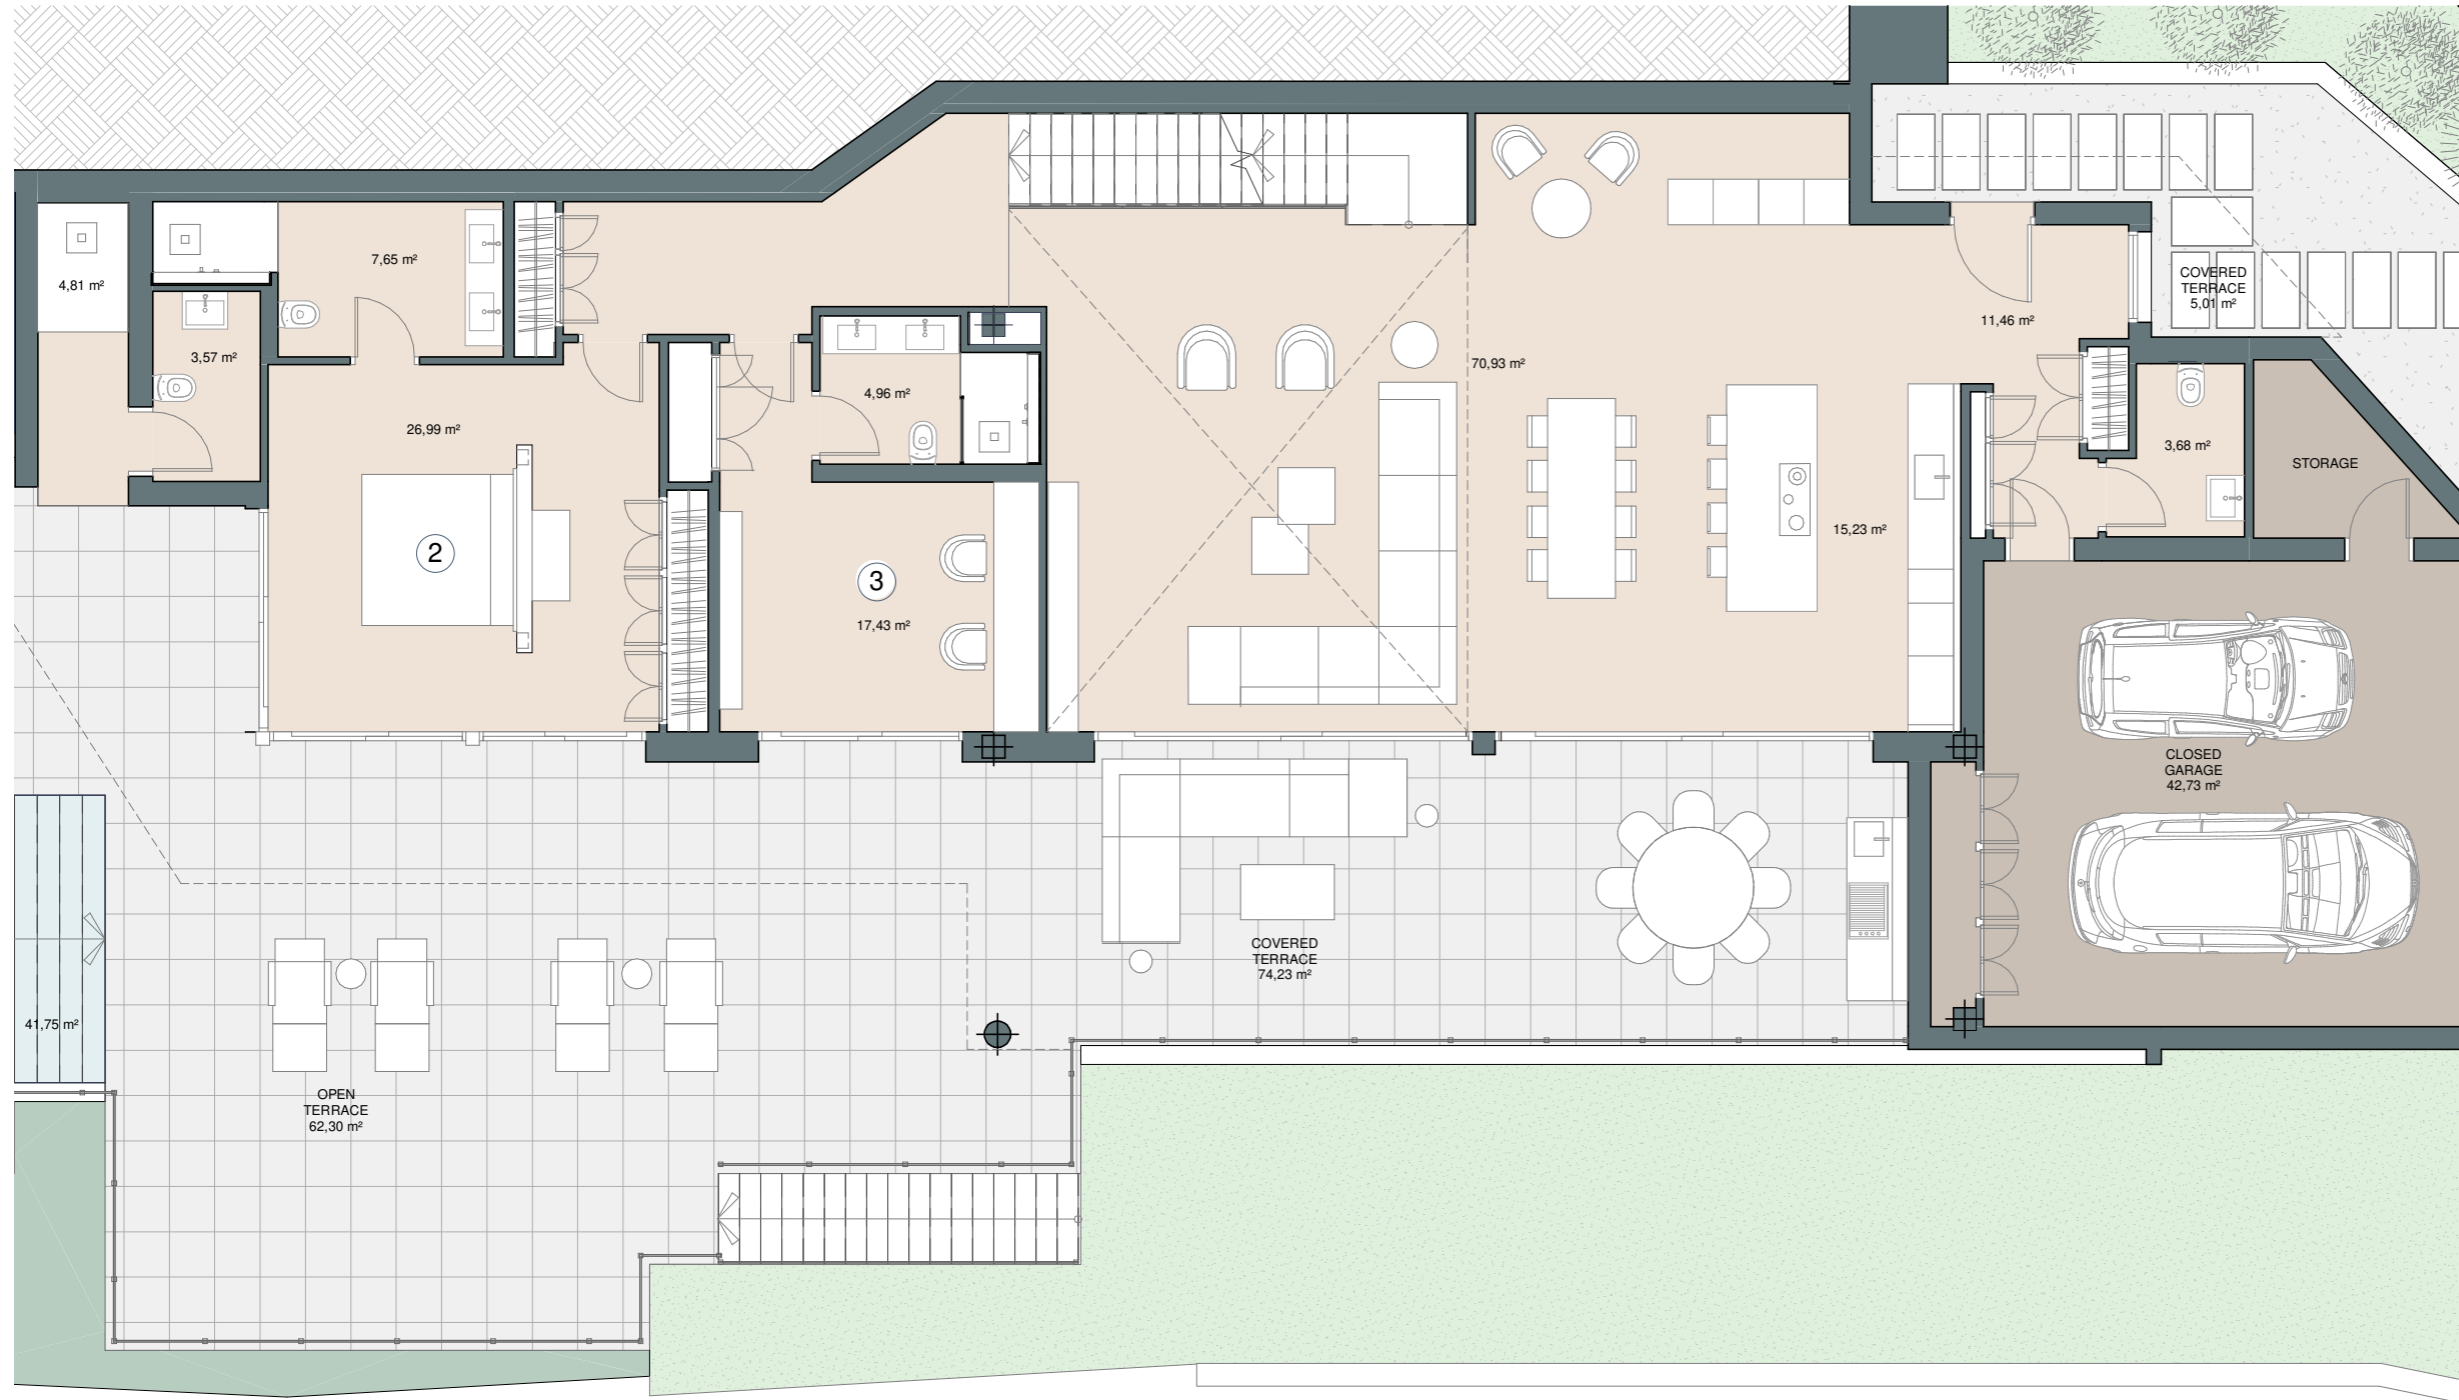 7,65 m²
4,81 m²
COVERED
TERRACE
5,01 m²
11,46 m²
3,57 m²
70,93 m²
4,96 m²
26,99 m²
3,68 m²
STORAGE
15,23 m²
2
3
17,43 m²
CLOSED
GARAGE
42,73 m²
COVERED
TERRACE
74,23 m²
41,75 m²
OPEN
TERRACE
62,30 m²